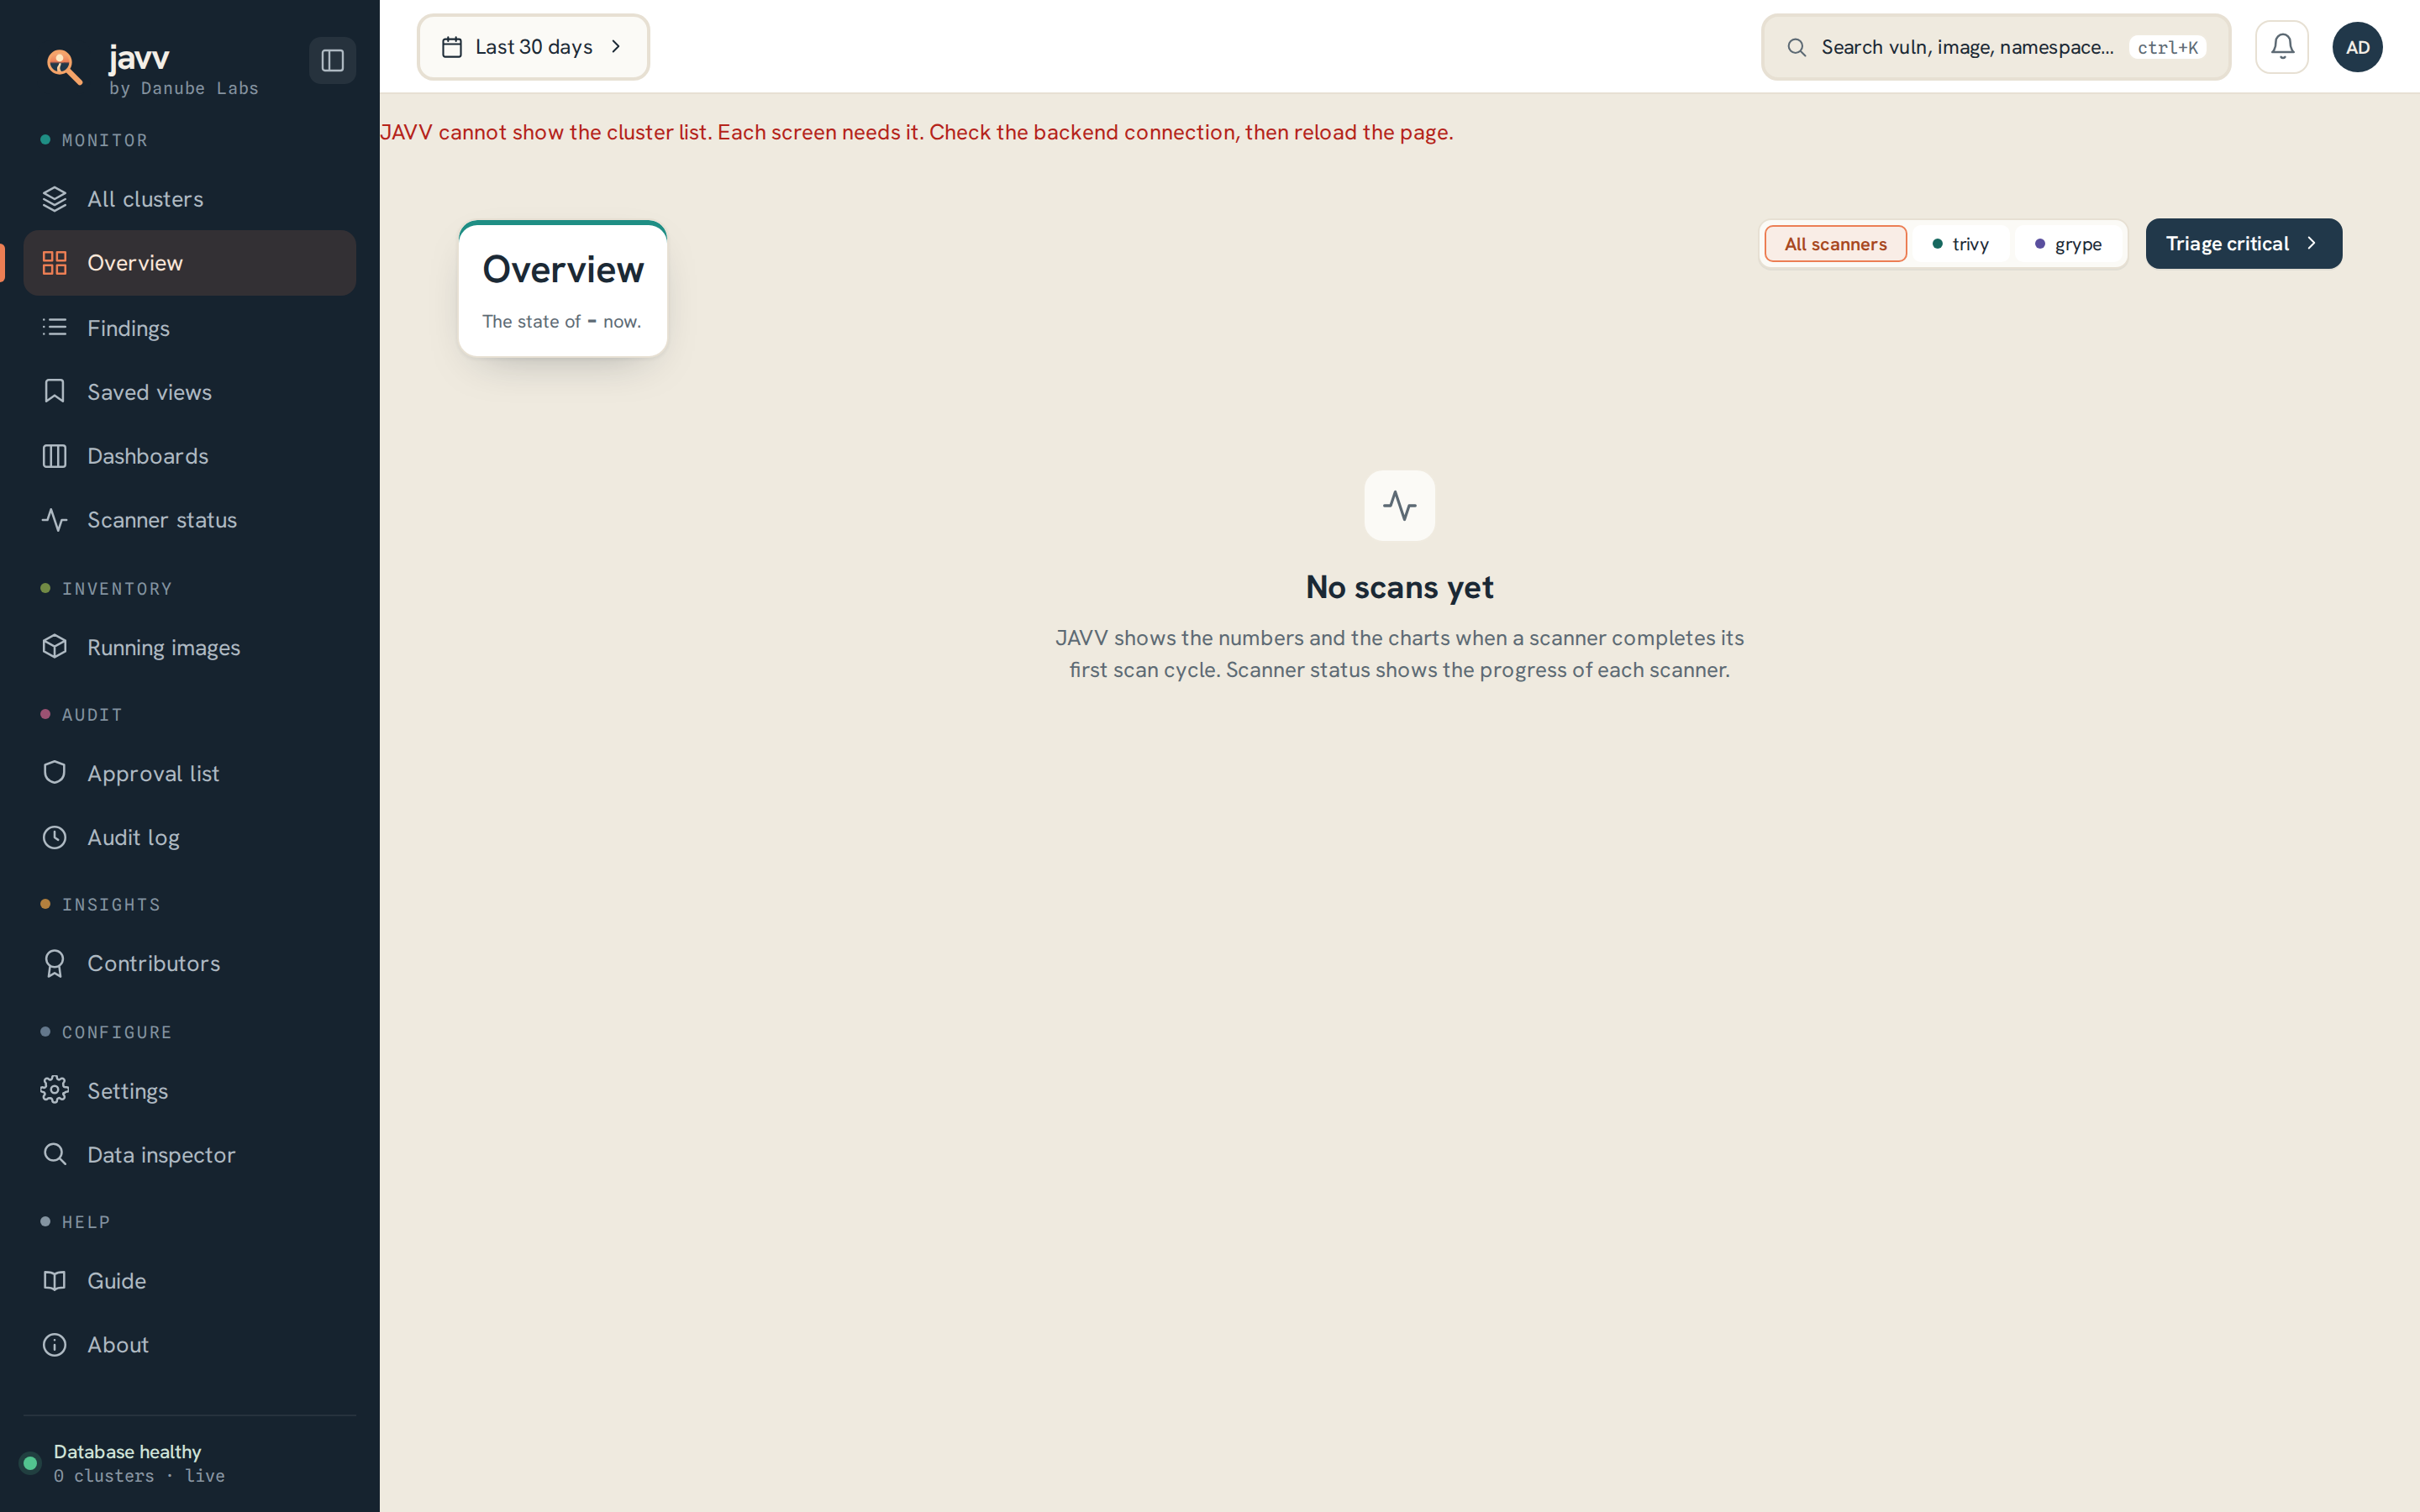 javv
by Danube Labs
MONITOR
All clusters
Overview
Findings
Saved views
Dashboards
Scanner status
INVENTORY
Running images
AUDIT
Approval list
Audit log
INSIGHTS
Contributors
CONFIGURE
Settings
Data inspector
HELP
Guide
About
Database healthy
0 clusters · live
Last 30 days
Search vuln, image, namespace... ctrl+K
AD
JAVV cannot show the cluster list. Each screen needs it. Check the backend connection, then reload the page.
Overview
The state of – now.
All scanners trivy grype
Triage critical
No scans yet
JAVV shows the numbers and the charts when a scanner completes its
first scan cycle. Scanner status shows the progress of each scanner.